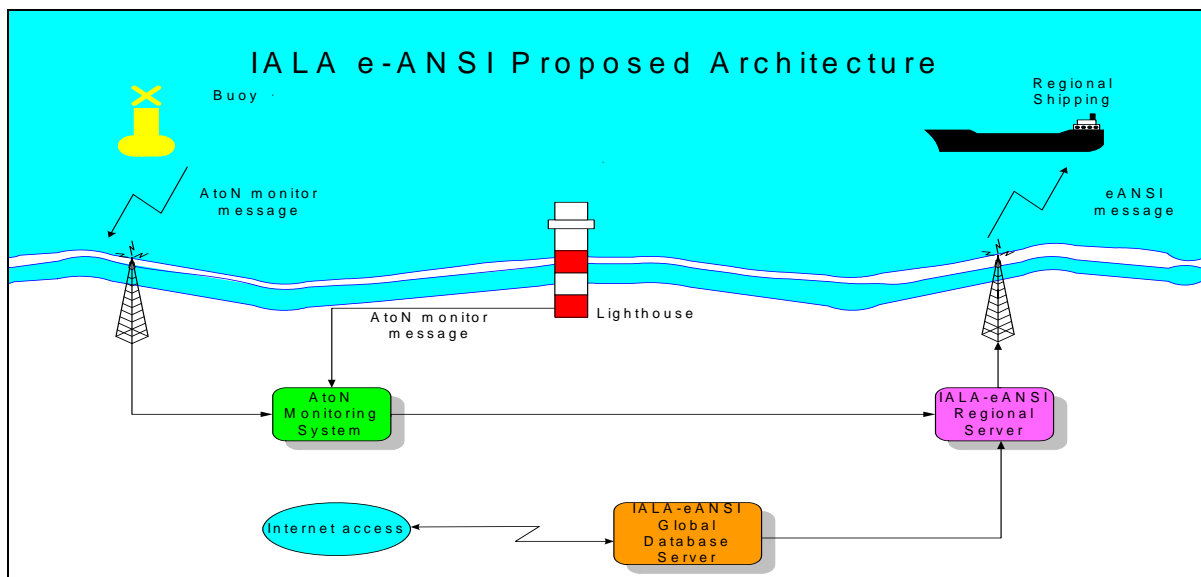 IALA e-ANSI Proposed Architecture
Buoy
Regional
Shipping
AtoN monitor
message
eANSI
message
AtoN monitor
message
Lighthouse
AtoN
Monitoring
System
IALA-eANSI
Regional
Server
Internet access
IALA-eANSI
Global
Database
Server